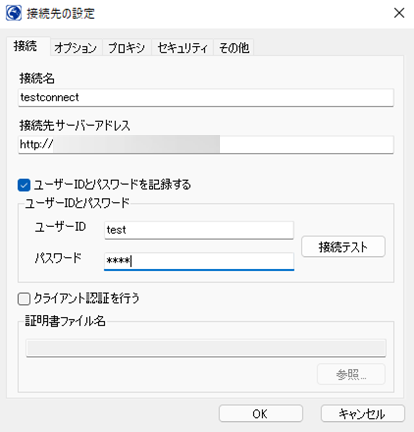 接続先の設定
接続 オプション プロキシ セキュリティ その他
接続名
testconnect
接続先サーバーアドレス
http://
ユーザーIDとパスワードを記録する
ユーザーIDとパスワード
ユーザーID test
接続テスト
パスワード ****
クライアント認証を行う
証明書ファイル名
参照...
OK キャンセル